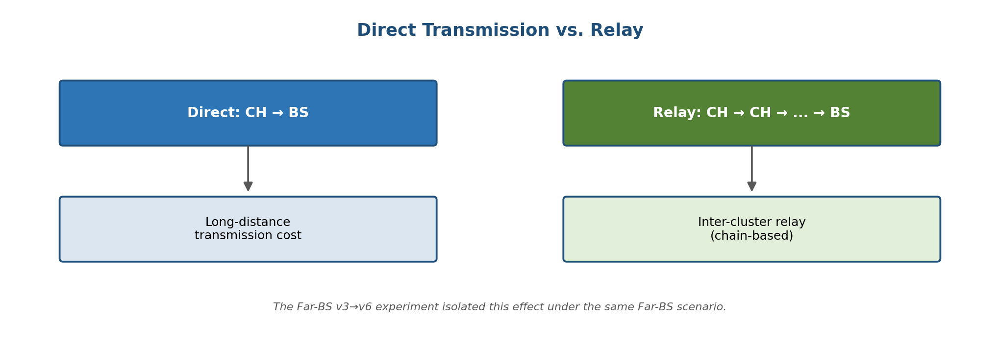 Direct Transmission vs. Relay
Direct: CH → BS
Relay: CH → CH → ... → BS
Long-distance
transmission cost
Inter-cluster relay
(chain-based)
The Far-BS v3→v6 experiment isolated this effect under the same Far-BS scenario.